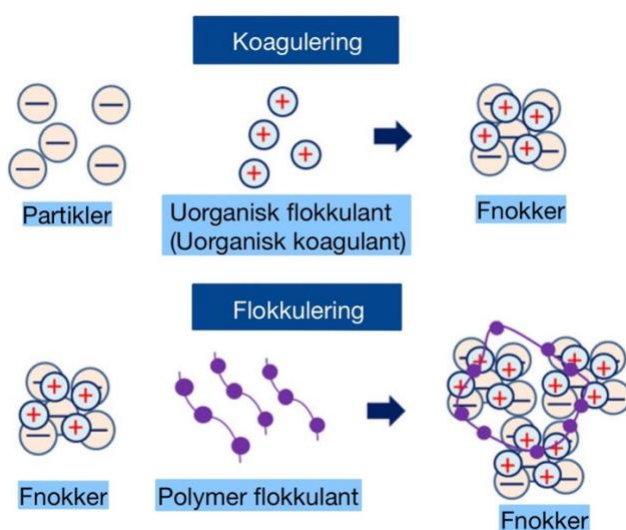 Koagulering
Partikler
Uorganisk flokkulant
(Uorganisk koagulant)
Fnokker
Flokkulering
Fnokker
Polymer flokkulant
Fnokker